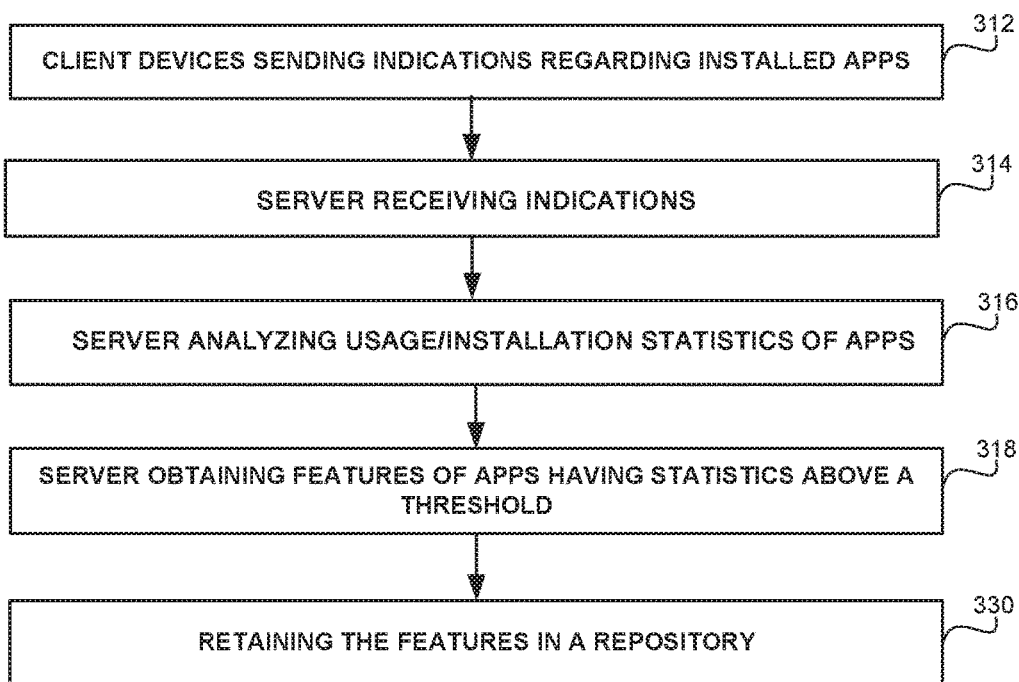 312
CLIENT DEVICES SENDING INDICATIONS REGARDING INSTALLED APPS
314
SERVER RECEIVING INDICATIONS
316
SERVER ANALYZING USAGE/INSTALLATION STATISTICS OF APPS
318
SERVER OBTAINING FEATURES OF APPS HAVING STATISTICS ABOVE A
THRESHOLD
330
RETAINING THE FEATURES IN A REPOSITORY